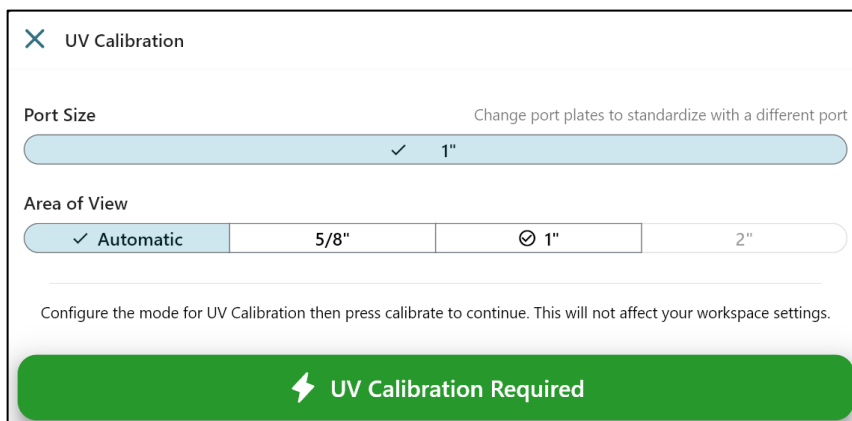 UV Calibration
Port Size
Change port plates to standardize with a different port
1"
Area of View
Automatic
5/8"
1"
2"
Configure the mode for UV Calibration then press calibrate to continue. This will not affect your workspace settings.
UV Calibration Required